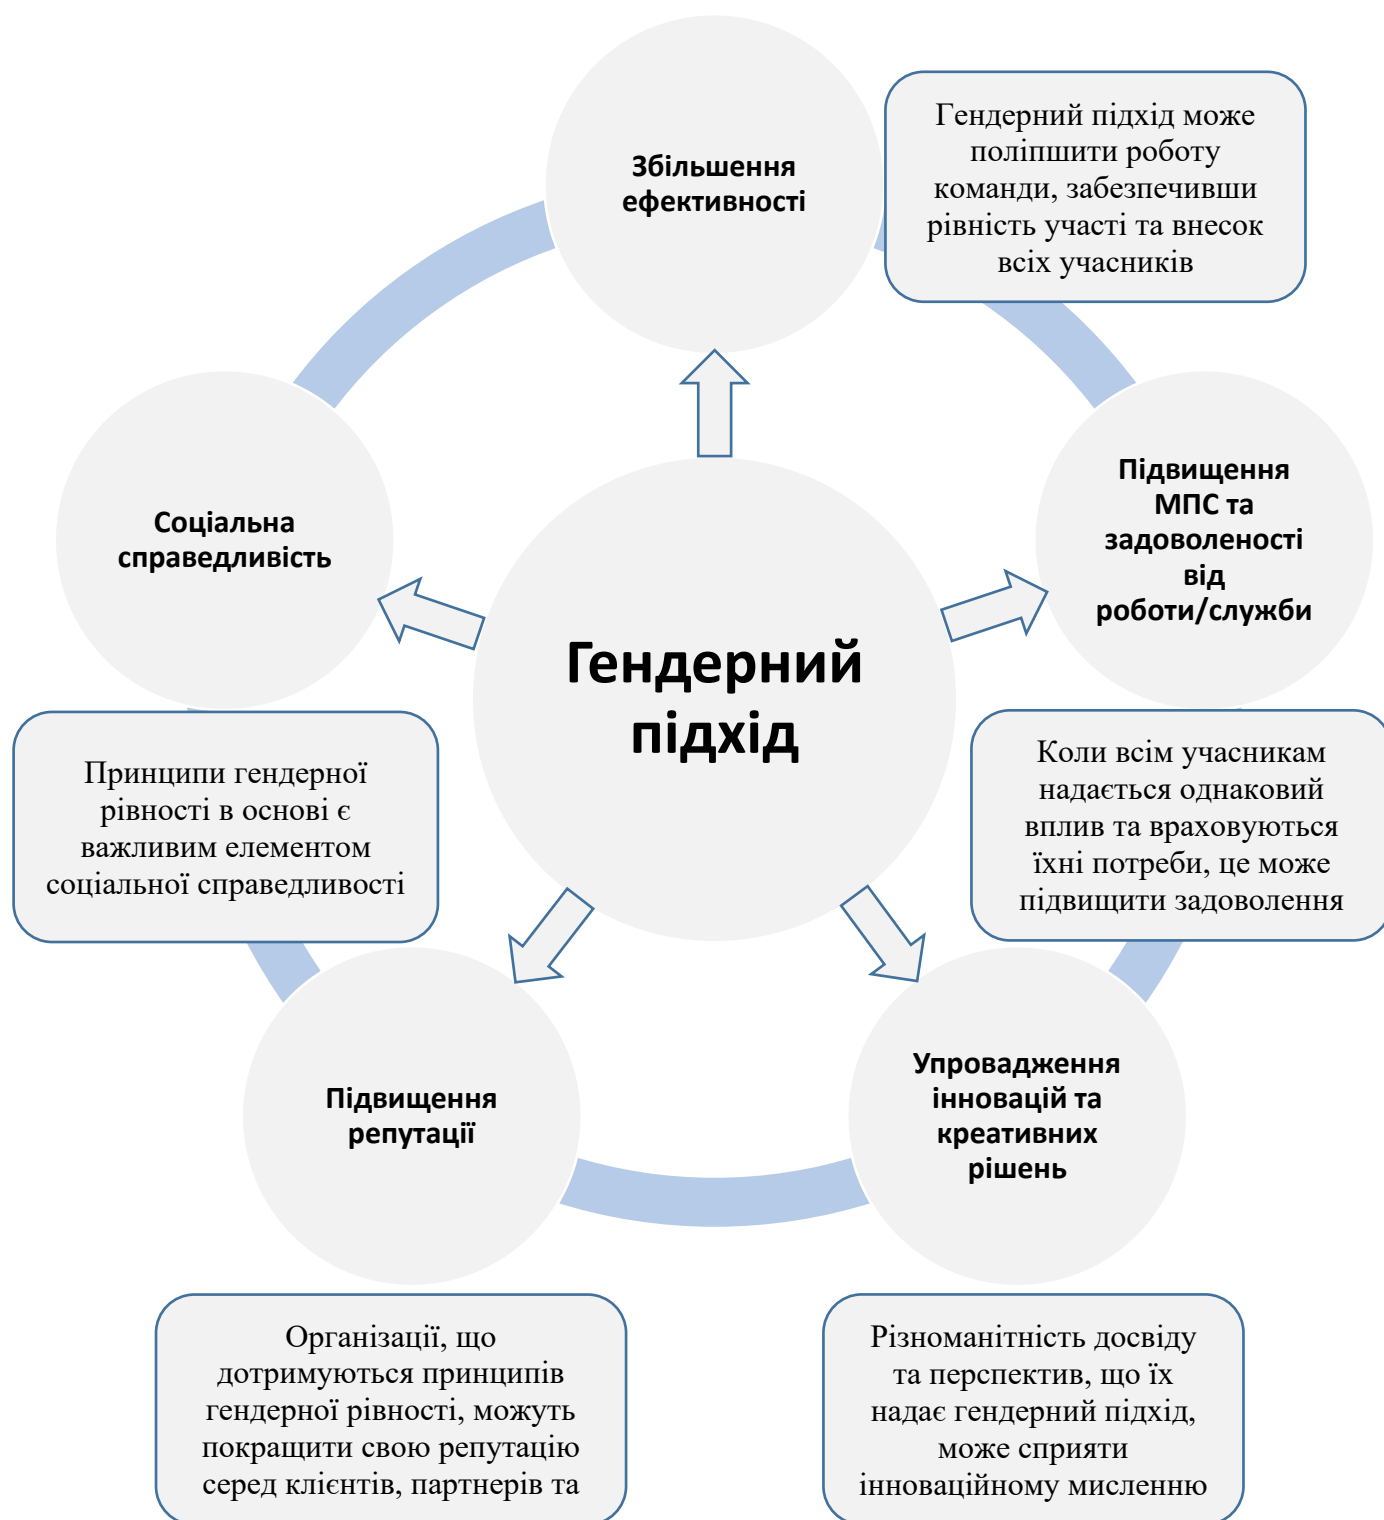 Збільшення
ефективності
Гендерний підхід може
поліпшити роботу
команди, забезпечивши
рівність участі та внесок
всіх учасників
Соціальна
справедливість
Підвищення
МПС та
задоволеності
від
роботи/служби
Гендерний
підхід
Принципи гендерної
рівності в основі є
важливим елементом
соціальної справедливості
Коли всім учасникам
надається однаковий
вплив та враховуються
їхні потреби, це може
підвищити задоволення
Підвищення
репутації
Упровадження
інновацій та
креативних
рішень
Організації, що
дотримуються принципів
гендерної рівності, можуть
покращити свою репутацію
серед клієнтів, партнерів та
Різноманітність досвіду
та перспектив, що їх
надає гендерний підхід,
може сприяти
інноваційному мисленню